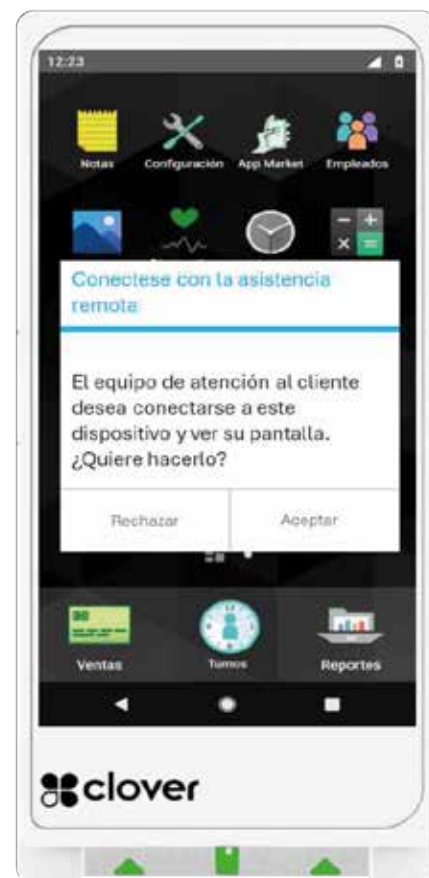 12:23
Notas Configuración App Market Empleados
Conectese con la asistencia
remota
El equipo de atención al cliente
desea conectarse a este
dispositivo y ver su pantalla.
¿Quiere hacerlo?
Rechazar Aceptar
Ventas Turnos Reportes
clover